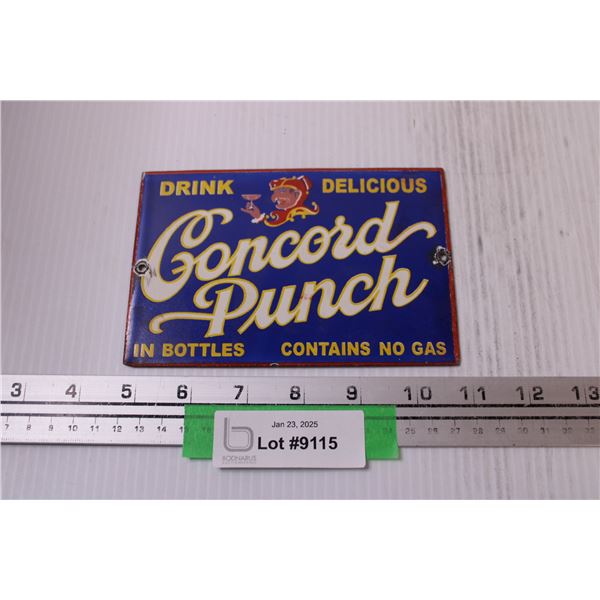 DRINK DELICIOUS
Concord
Punch
IN BOTTLES CONTAINS NO GAS
3 4 5 6 7 8 9 10 11 12 13
Jan 23, 2025
Lot #9115
BODNARUS